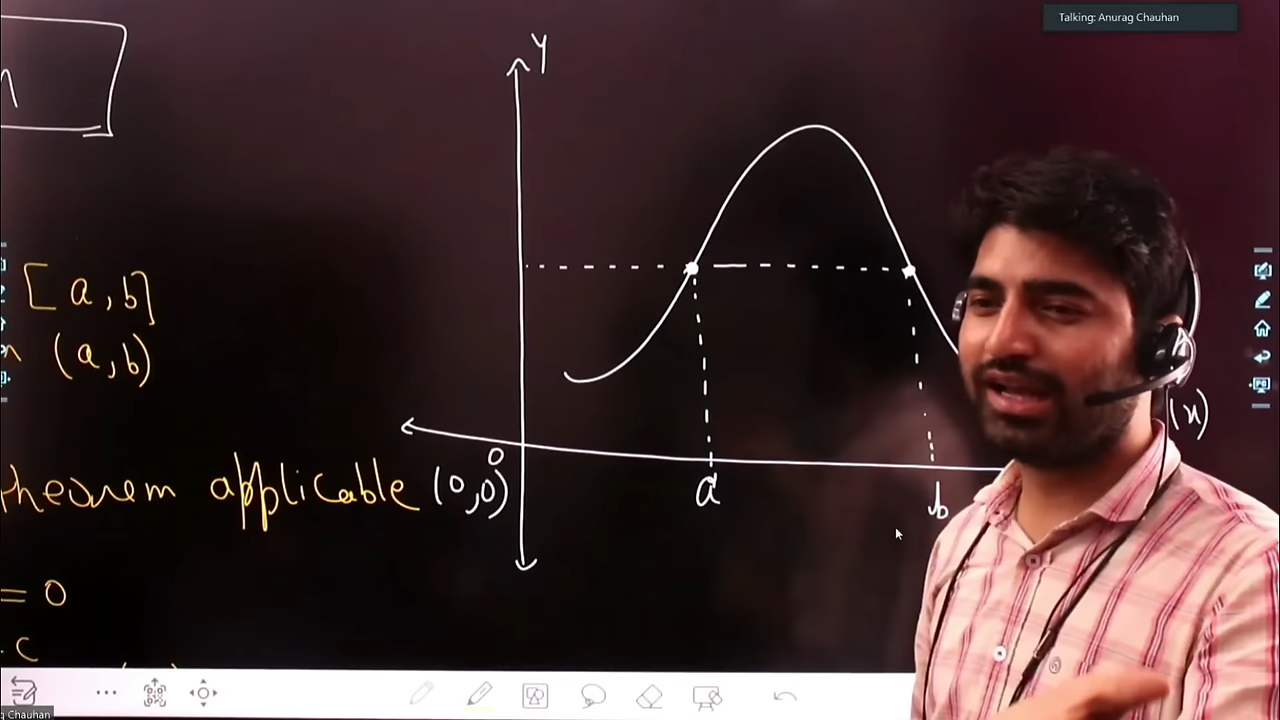 Talking: Anurag Chauhan
Y
[a,b]
(a,b)
(x)
0
theorem applicable (0,0)
a
b
= 0
c
Chauhan